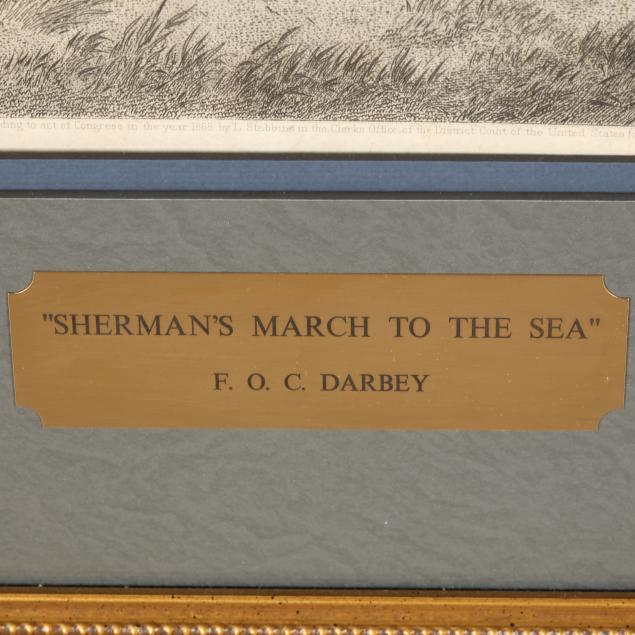 ding to act of Congress in the year 1868 by L. Stebbins in the Clerks Office of the District Court of the United States
"SHERMAN'S MARCH TO THE SEA"
F. O. C. DARBEY